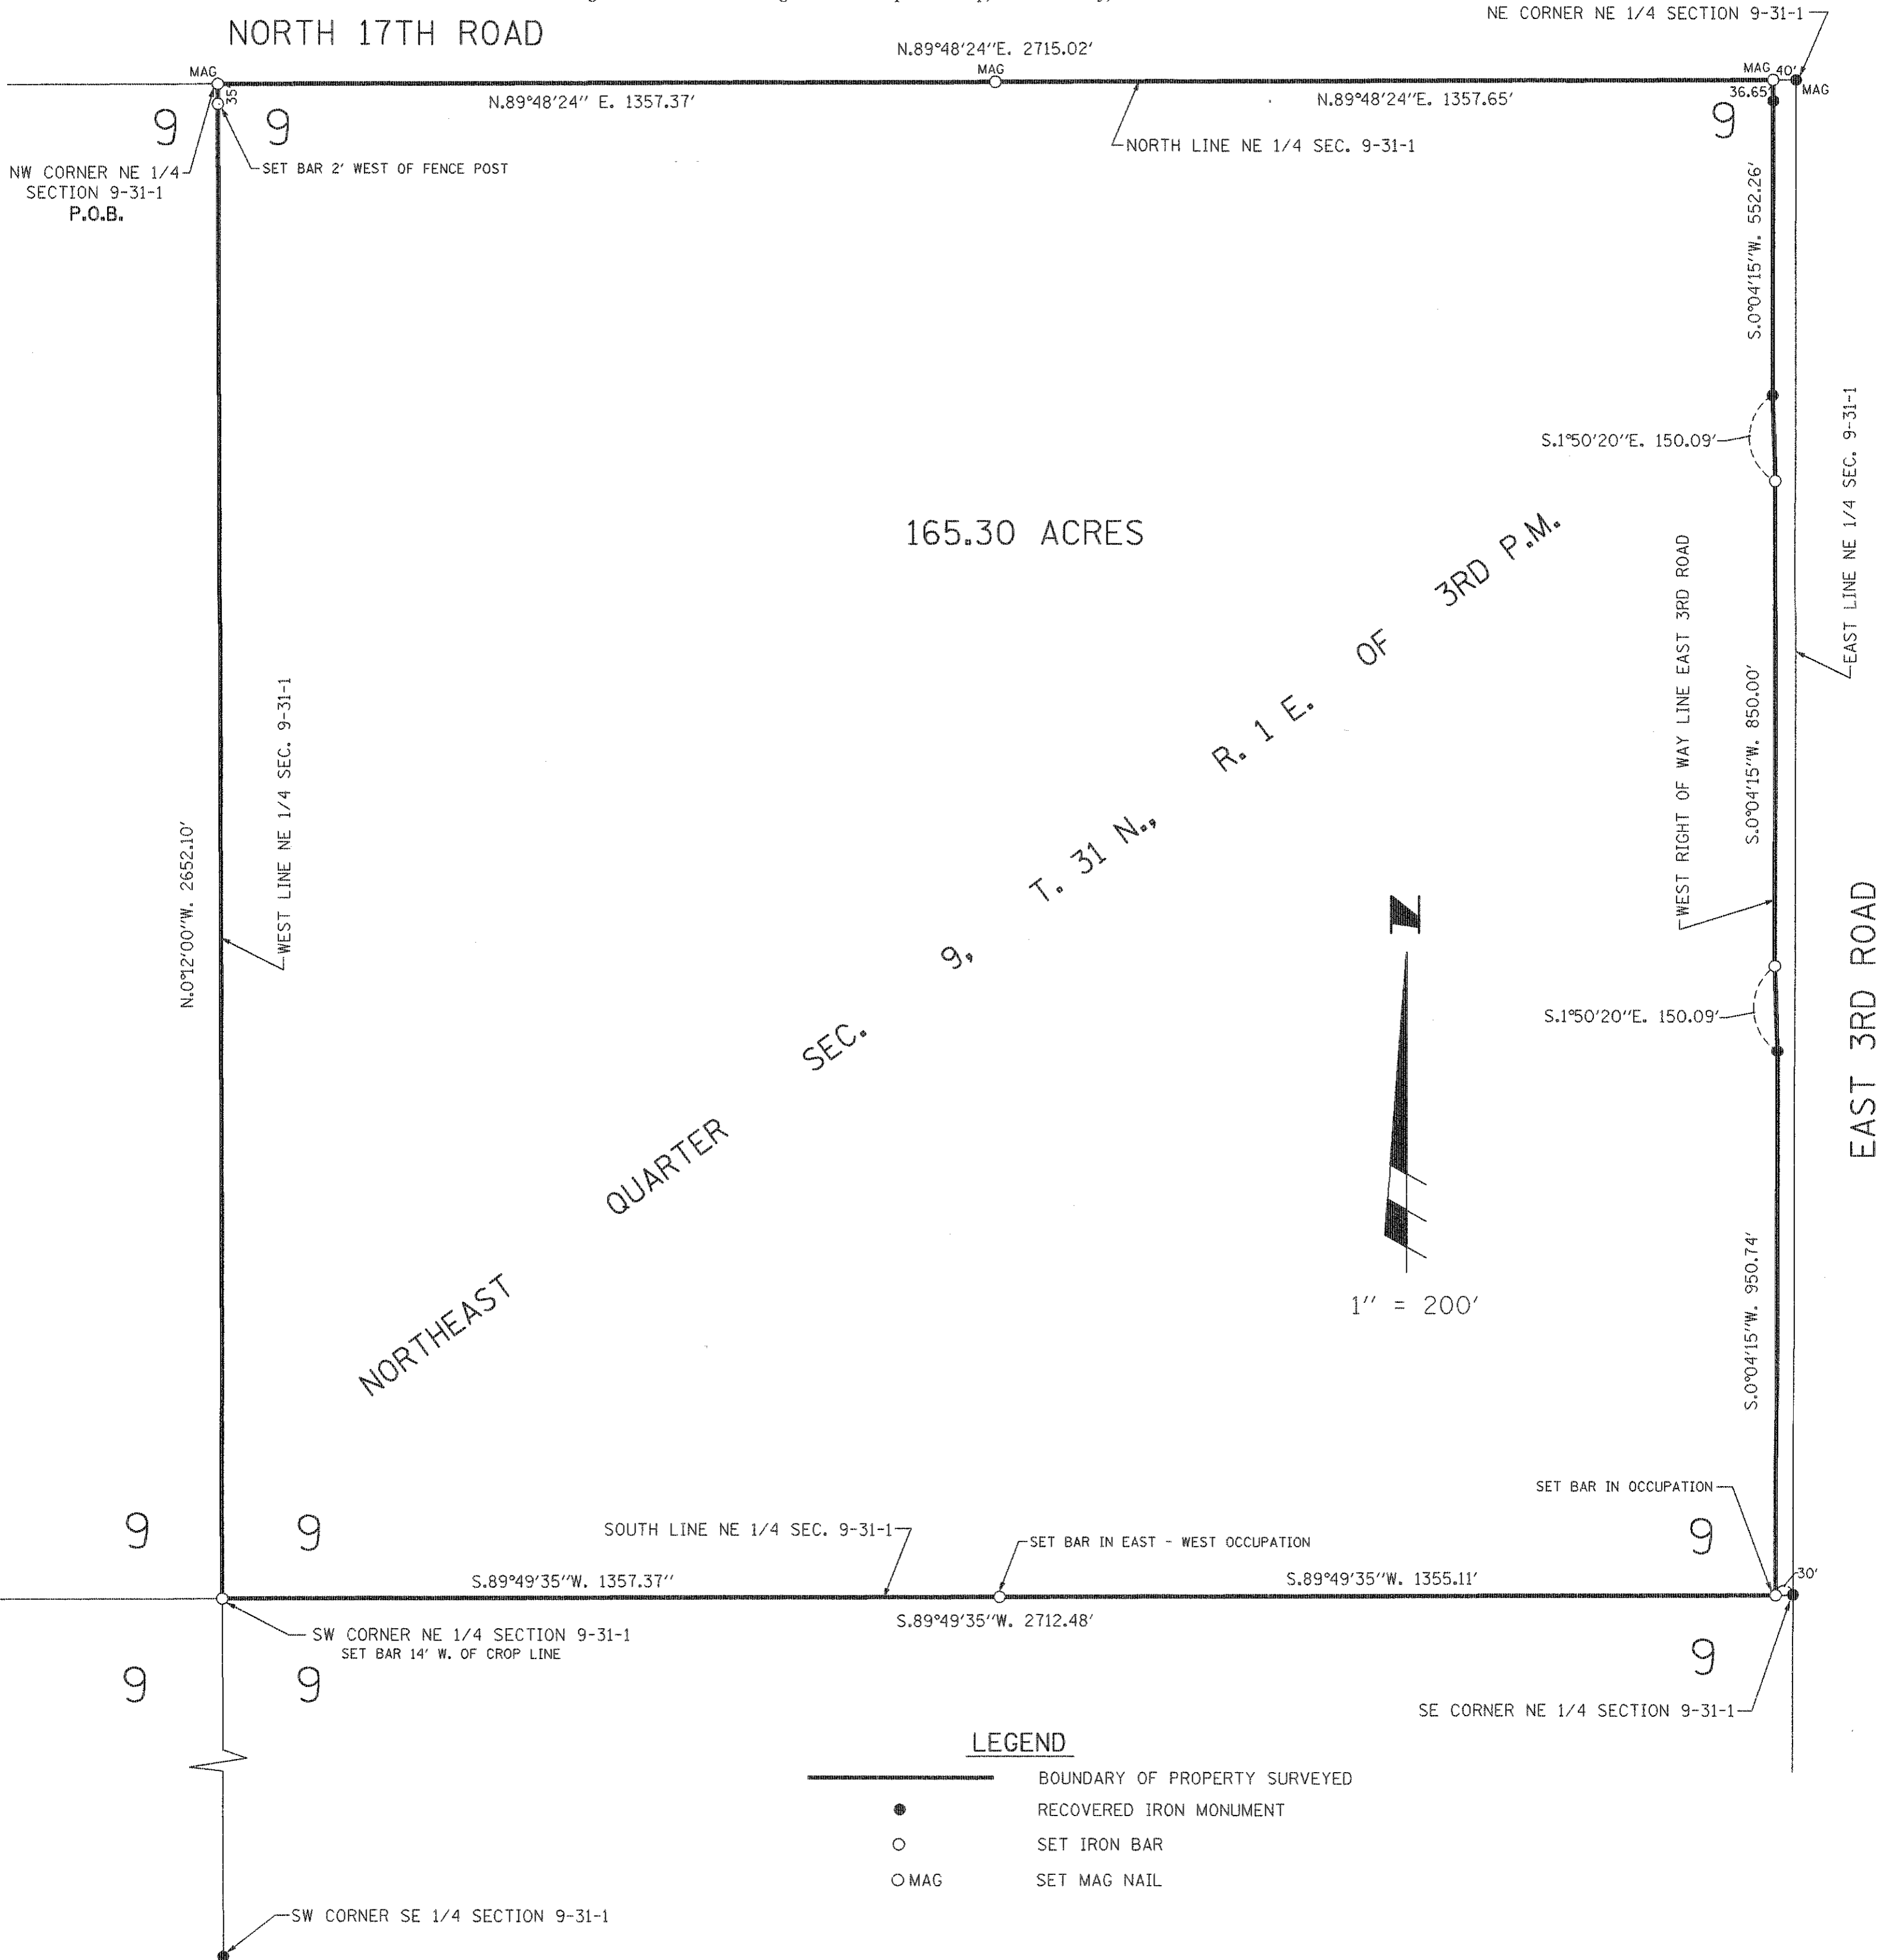 NE CORNER NE 1/4 SECTION 9-31-1
NORTH 17TH ROAD
N.89°48'24''E. 2715.02'
MAG
MAG
MAG
40'
MAG
35'
N.89°48'24'' E. 1357.37'
N.89°48'24''E. 1357.65'
36.65'
9
9
9
NORTH LINE NE 1/4 SEC. 9-31-1
SET BAR 2' WEST OF FENCE POST
NW CORNER NE 1/4
SECTION 9-31-1
P.O.B.
S.0°04'15''W. 552.26'
S.1°50'20''E. 150.09'
EAST LINE NE 1/4 SEC. 9-31-1
165.30 ACRES
WEST RIGHT OF WAY LINE EAST 3RD ROAD
S.0°04'15''W. 850.00'
WEST LINE NE 1/4 SEC. 9-31-1
N.0°12'00''W. 2652.10'
NORTHEAST QUARTER SEC. 9, T. 31 N., R. 1 E. OF 3RD P.M.
N
1'' = 200'
S.1°50'20''E. 150.09'
EAST 3RD ROAD
S.0°04'15''W. 950.74'
SET BAR IN OCCUPATION
9
9
9
SOUTH LINE NE 1/4 SEC. 9-31-1
SET BAR IN EAST - WEST OCCUPATION
S.89°49'35''W. 1357.37''
S.89°49'35''W. 1355.11'
30'
S.89°49'35''W. 2712.48'
SW CORNER NE 1/4 SECTION 9-31-1
SET BAR 14' W. OF CROP LINE
9
9
9
SE CORNER NE 1/4 SECTION 9-31-1
LEGEND
BOUNDARY OF PROPERTY SURVEYED
RECOVERED IRON MONUMENT
SET IRON BAR
MAG SET MAG NAIL
SW CORNER SE 1/4 SECTION 9-31-1